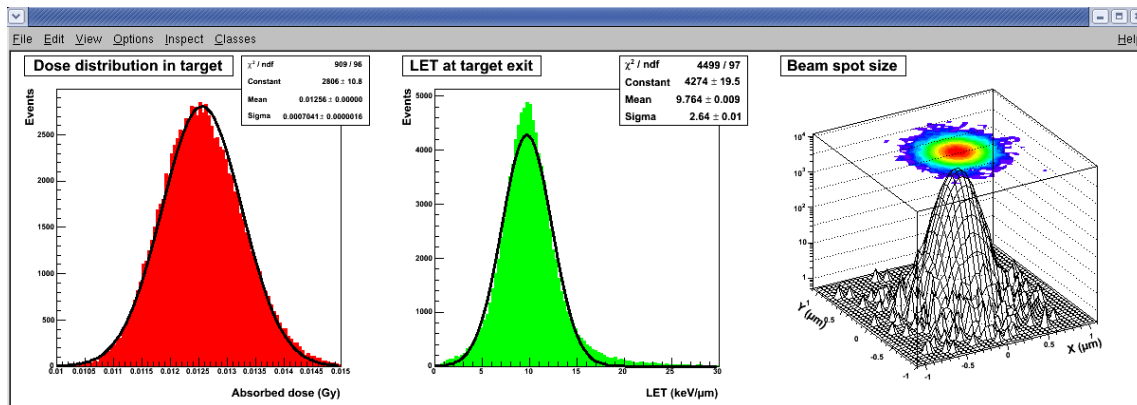 File Edit View Options Inspect Classes Help
Dose distribution in target
χ² / ndf 909 / 96
Constant 2806 ± 10.8
Mean 0.01256 ± 0.00000
Sigma 0.0007041 ± 0.0000016
Events
2500
2000
1500
1000
500
0
0.01 0.0105 0.011 0.0115 0.012 0.0125 0.013 0.0135 0.014 0.0145 0.015
Absorbed dose (Gy)
LET at target exit
χ² / ndf 4499 / 97
Constant 4274 ± 19.5
Mean 9.764 ± 0.009
Sigma 2.64 ± 0.01
Events
5000
4000
3000
2000
1000
0
0 5 10 15 20 25 30
LET (keV/µm)
Beam spot size
10⁴
10³
10²
10
1
Y (µm)
1
0.5
0
-0.5
-1
-1
-0.5
0
0.5
1
X (µm)